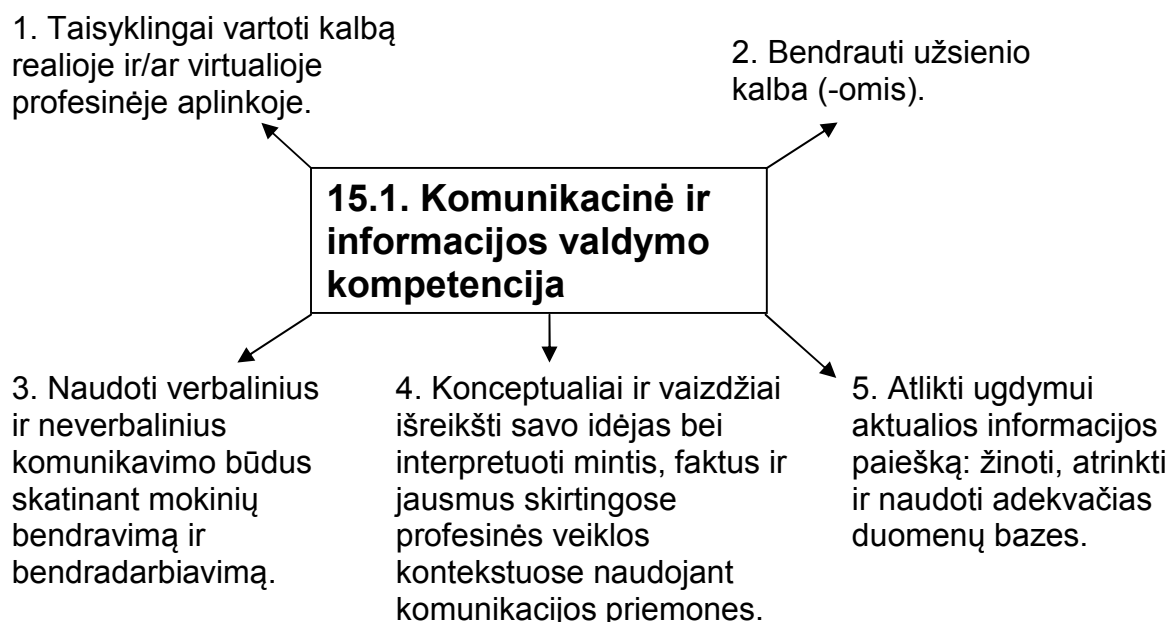 1. Taisyklingai vartoti kalbą
realioje ir/ar virtualioje
profesinėje aplinkoje.
2. Bendrauti užsienio
kalba (-omis).
15.1. Komunikacinė ir
informacijos valdymo
kompetencija
3. Naudoti verbalinius
ir neverbalinius
komunikavimo būdus
skatinant mokinių
bendravimą ir
bendradarbiavimą.
4. Konceptualiai ir vaizdžiai
išreikšti savo idėjas bei
interpretuoti mintis, faktus ir
jausmus skirtingose
profesinės veiklos
kontekstuose naudojant
komunikacijos priemones.
5. Atlikti ugdymui
aktualios informacijos
paiešką: žinoti, atrinkti
ir naudoti adekvačias
duomenų bazes.